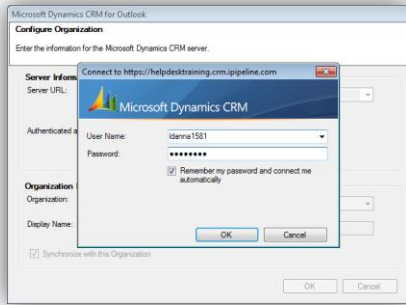 Microsoft Dynamics CRM for Outlook
Configure Organization
Enter the information for the Microsoft Dynamics CRM server.
Server
Server URL:
Authenticated
Organization
Organization:
Display Name:
Synchronize with this Organization
OK Cancel
Connect to https://helpdesktraining.crm.ipipeline.com
Microsoft Dynamics CRM
User Name: ldanna1581
Password: ••••••••
Remember my password and connect me
automatically
OK Cancel